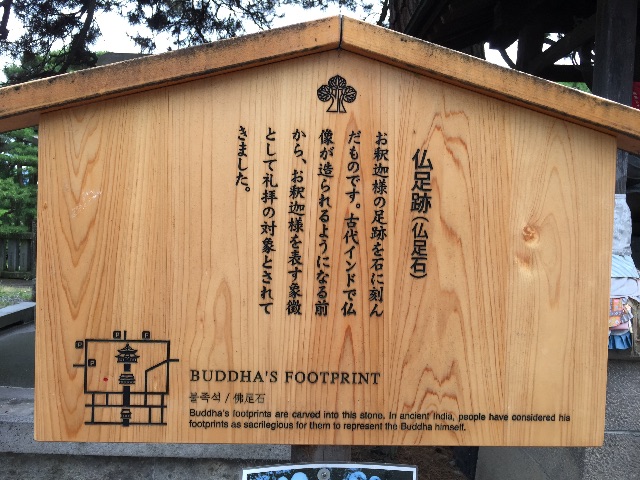 仏足跡（仏足石）
お釈迦様の足跡を石に刻ん
だものです。古代インドで仏
像が造られるようになる前
から、お釈迦様を表す象徴
として礼拝の対象とされて
きました。
BUDDHA'S FOOTPRINT
불족석 / 佛足石
Buddha's footprints are carved into this stone. In ancient India, people have considered his
footprints as sacrilegious for them to represent the Buddha himself.
P P P
P